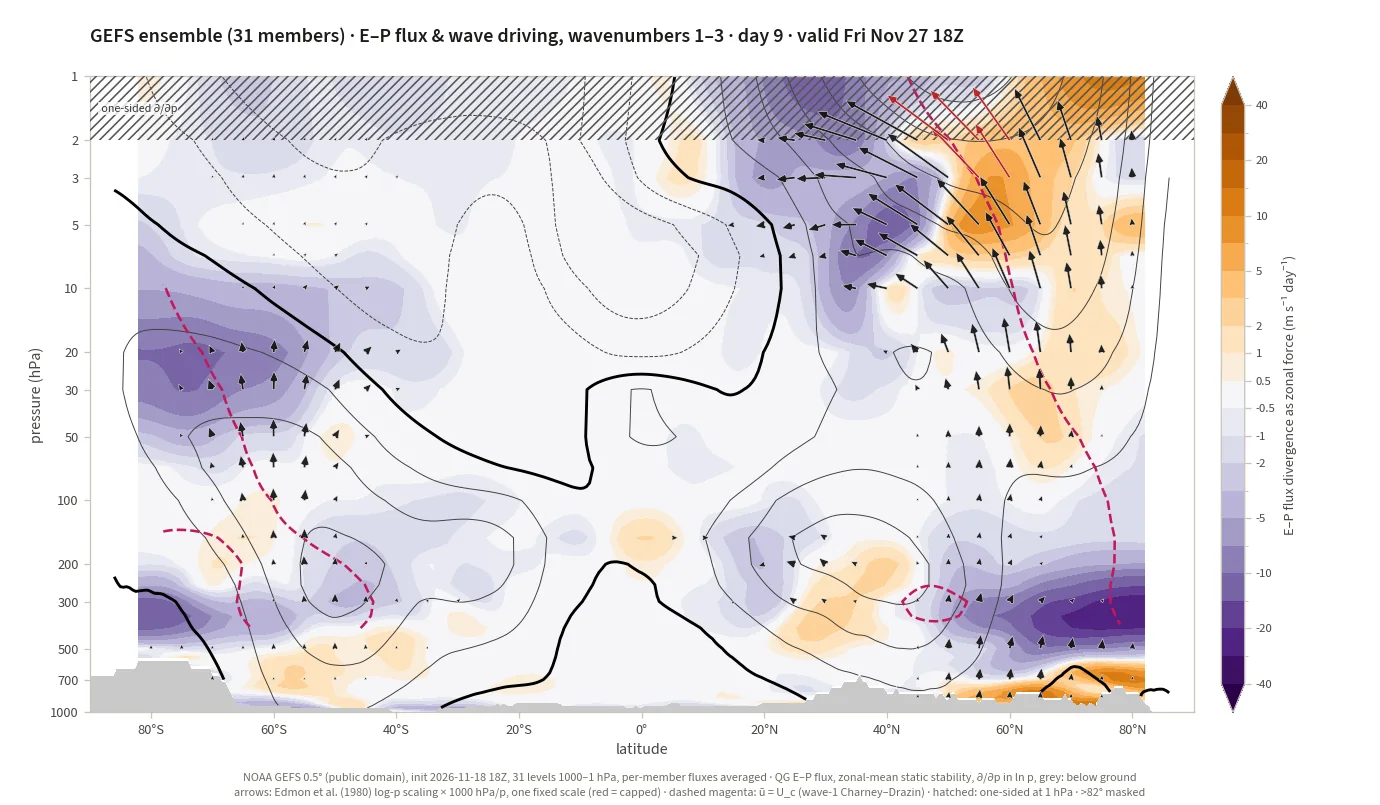 GEFS ensemble (31 members) · E–P flux & wave driving, wavenumbers 1–3 · day 9 · valid Fri Nov 27 18Z
one-sided ∂/∂p
pressure (hPa)
1
2
3
5
10
20
30
50
100
200
300
500
700
1000
80°S
60°S
40°S
20°S
0°
20°N
40°N
60°N
80°N
latitude
40
20
10
5
2
1
0.5
-0.5
-1
-2
-5
-10
-20
-40
E–P flux divergence as zonal force (m s⁻¹ day⁻¹)
NOAA GEFS 0.5° (public domain), init 2026-11-18 18Z, 31 levels 1000–1 hPa, per-member fluxes averaged · QG E–P flux, zonal-mean static stability, ∂/∂p in ln p, grey: below ground
arrows: Edmon et al. (1980) log-p scaling × 1000 hPa/p, one fixed scale (red = capped) · dashed magenta: ū = U_c (wave-1 Charney–Drazin) · hatched: one-sided at 1 hPa · >82° masked